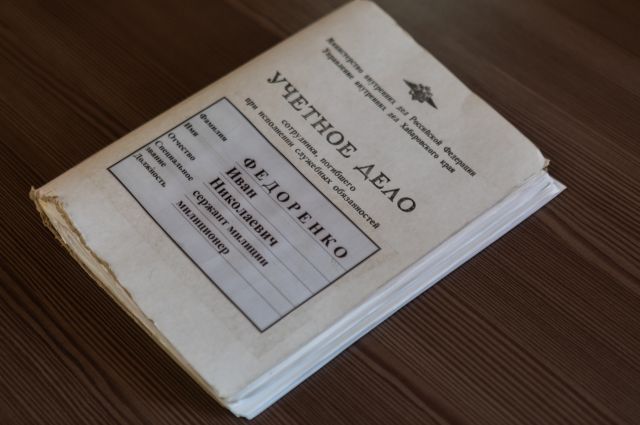 Министерство внутренних дел Российской Федерации
Управление внутренних дел Хабаровского края
УЧЕТНОЕ ДЕЛО
сотрудника, погибшего
при исполнении служебных обязанностей
Фамилия ФЕДОРЕНКО
Имя Иван
Отчество Николаевич
Специальное звание сержант милиции
Должность милиционер